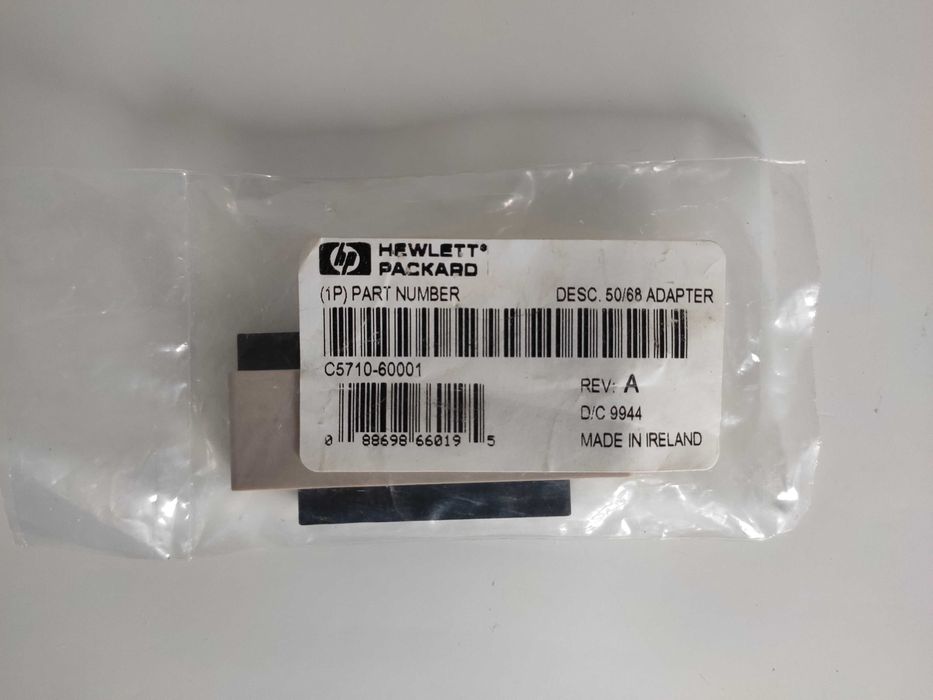 hp HEWLETT®
PACKARD
(1P) PART NUMBER DESC. 50/68 ADAPTER
C5710-60001
REV: A
D/C 9944
0 88698 66019 5
MADE IN IRELAND